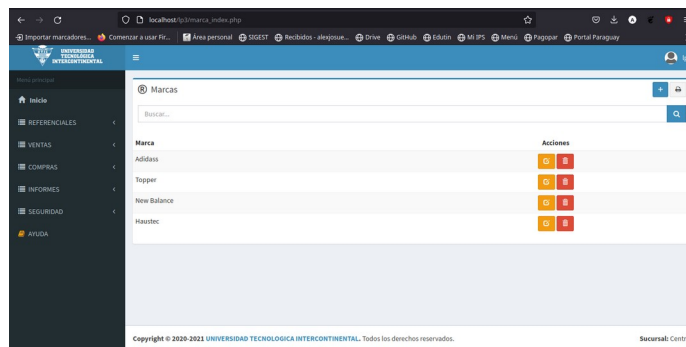 localhost/lp3/marca_index.php
Importar marcadores... Comenzar a usar Fir... Área personal SIGEST Recibidos - alexjosue... Drive GitHub Edutin Mi IPS Menú Pagopar Portal Paraguay
UNIVERSIDAD
TECNOLÓGICA
INTERCONTINENTAL
Menú principal
Inicio
REFERENCIALES
VENTAS
COMPRAS
INFORMES
SEGURIDAD
AYUDA
® Marcas
Buscar...
Marca Acciones
Adidass
Topper
New Balance
Haustec
Copyright © 2020-2021 UNIVERSIDAD TECNOLOGICA INTERCONTINENTAL. Todos los derechos reservados. Sucursal: Centr